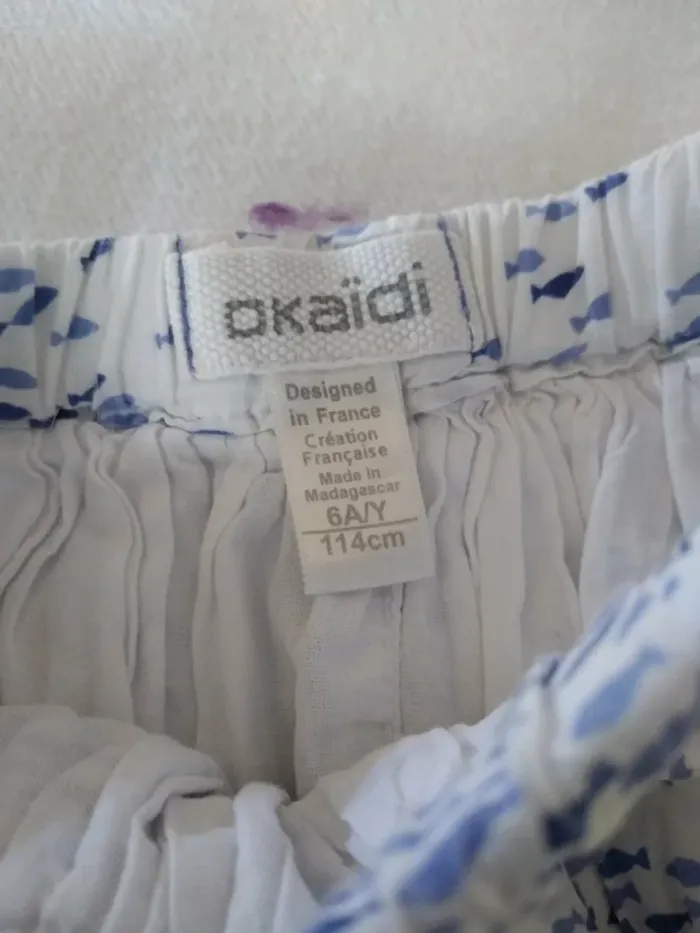 okaïdi
Designed
in France
Création
Française
Made in
Madagascar
6A/Y
114cm